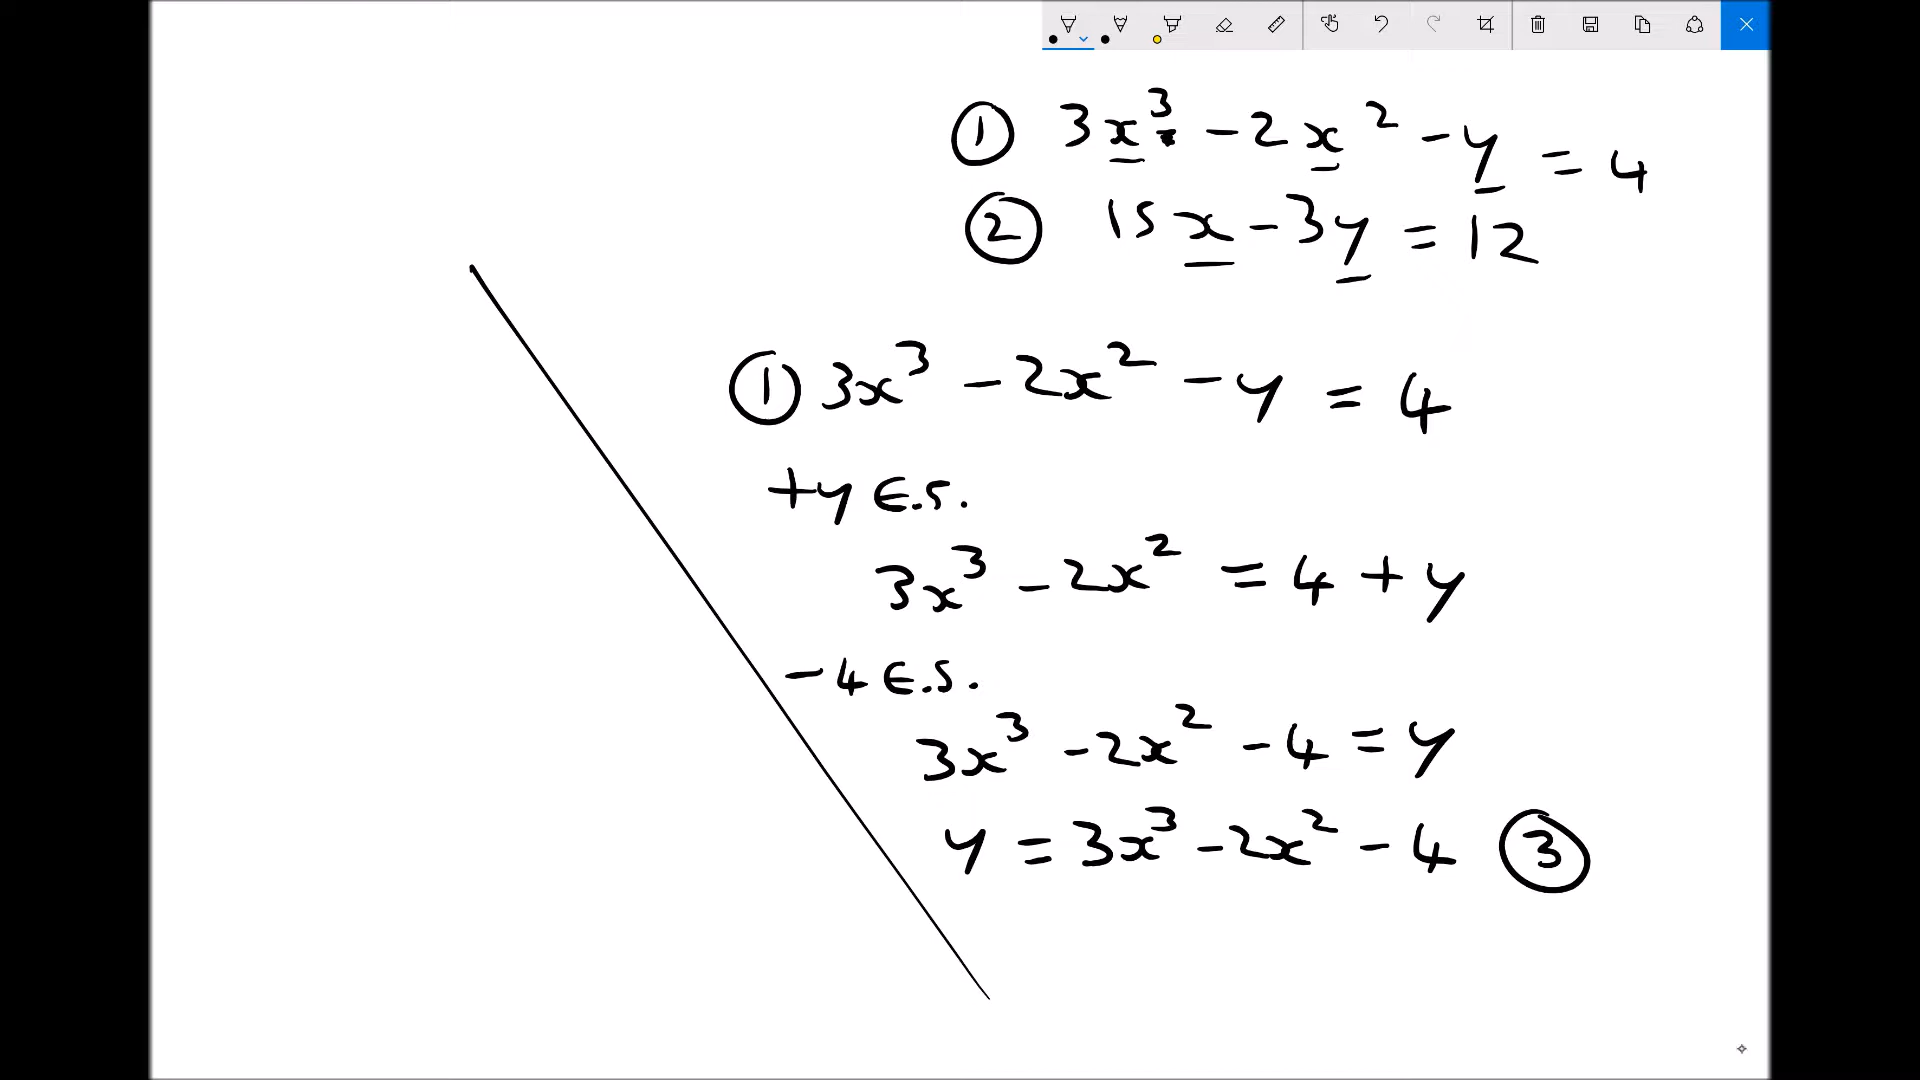 ① 3x³ - 2x² - y = 4
② 15x - 3y = 12
① 3x³ - 2x² - y = 4
+y E.S.
3x³ - 2x² = 4 + y
-4 E.S.
3x³ - 2x² - 4 = y
y = 3x³ - 2x² - 4 ③